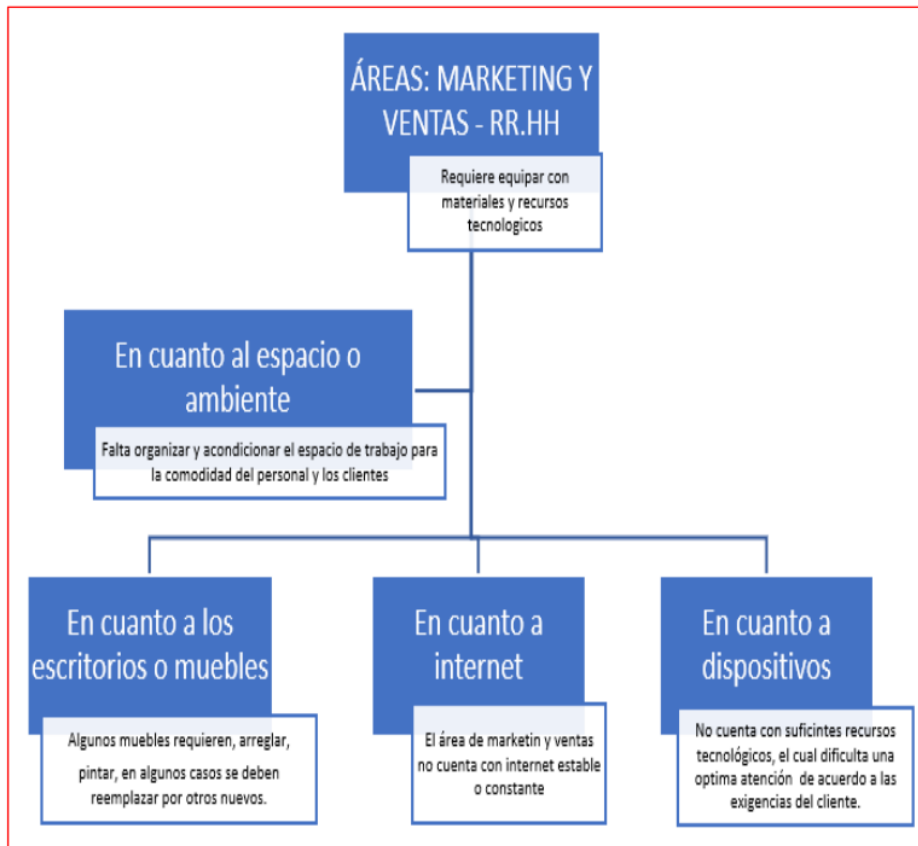 ÁREAS: MARKETING Y
VENTAS - RR.HH
Requiere equipar con
materiales y recursos
tecnologicos
En cuanto al espacio o
ambiente
Falta organizar y acondicionar el espacio de trabajo para
la comodidad del personal y los clientes
En cuanto a los
escritorios o muebles
Algunos muebles requieren, arreglar,
pintar, en algunos casos se deben
reemplazar por otros nuevos.
En cuanto a
internet
El área de marketin y ventas
no cuenta con internet estable
o constante
En cuanto a
dispositivos
No cuenta con suficintes recursos
tecnológicos, el cual dificulta una
optima atención de acuerdo a las
exigencias del cliente.